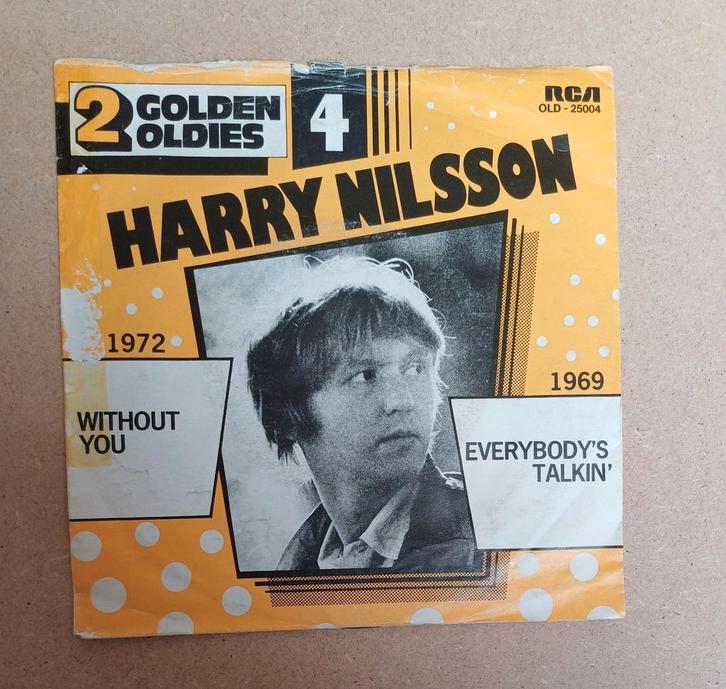 2 GOLDEN
OLDIES
4
RCA
OLD - 25004
HARRY NILSSON
1972
WITHOUT
YOU
1969
EVERYBODY'S
TALKIN'